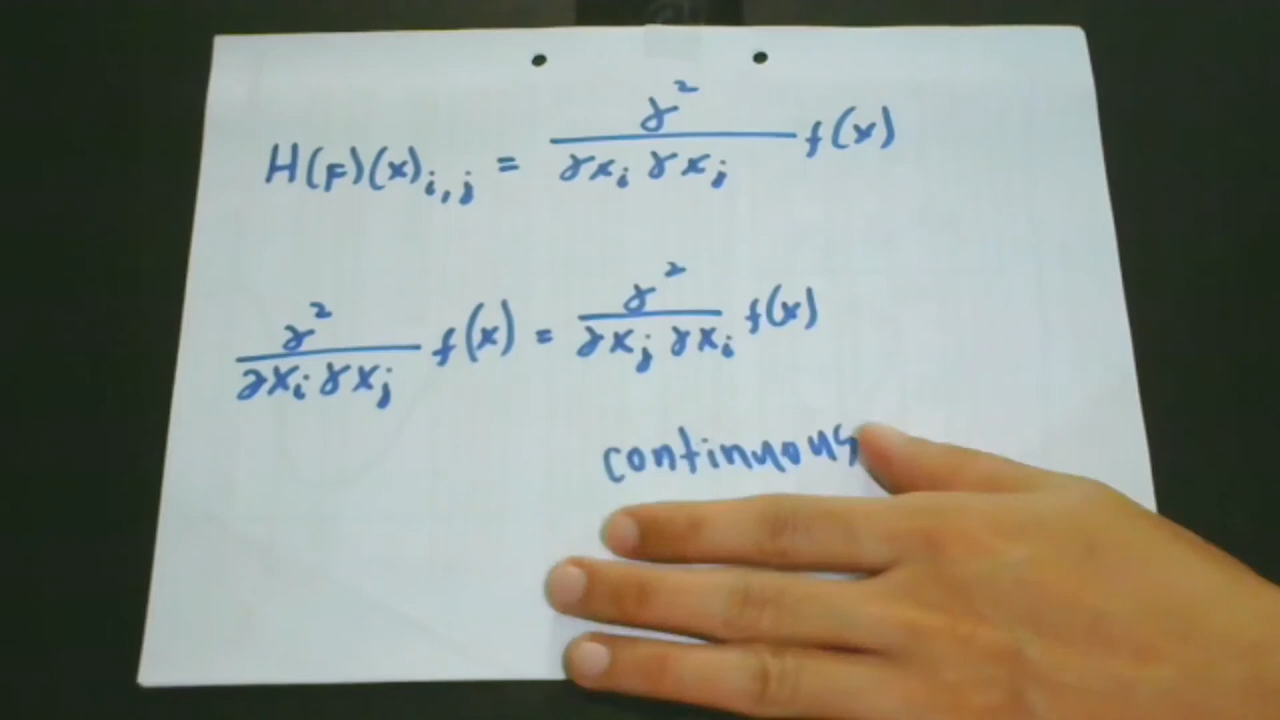 H(F)(x)i,j = ∂² / ∂xi ∂xj f(x)
∂² / ∂xi ∂xj f(x) = ∂² / ∂xj ∂xi f(x)
continuous